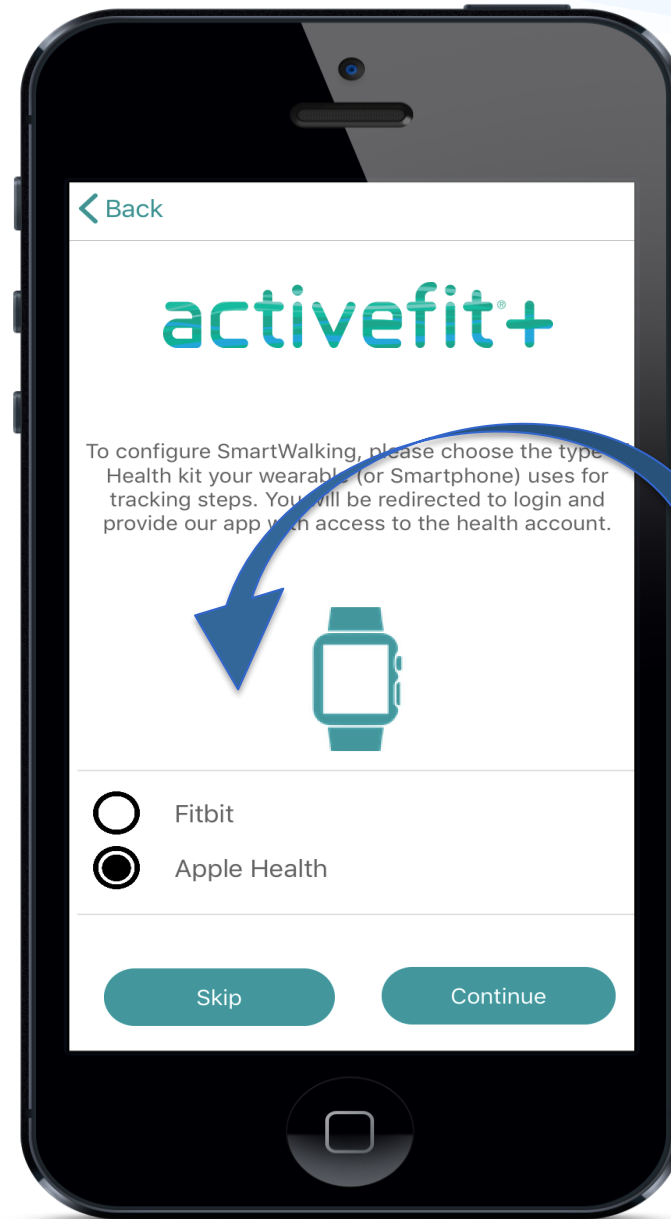 Back
activefit®+
To configure SmartWalking, please choose the type
Health kit your wearable (or Smartphone) uses for
tracking steps. You will be redirected to login and
provide our app with access to the health account.
Fitbit
Apple Health
Skip
Continue